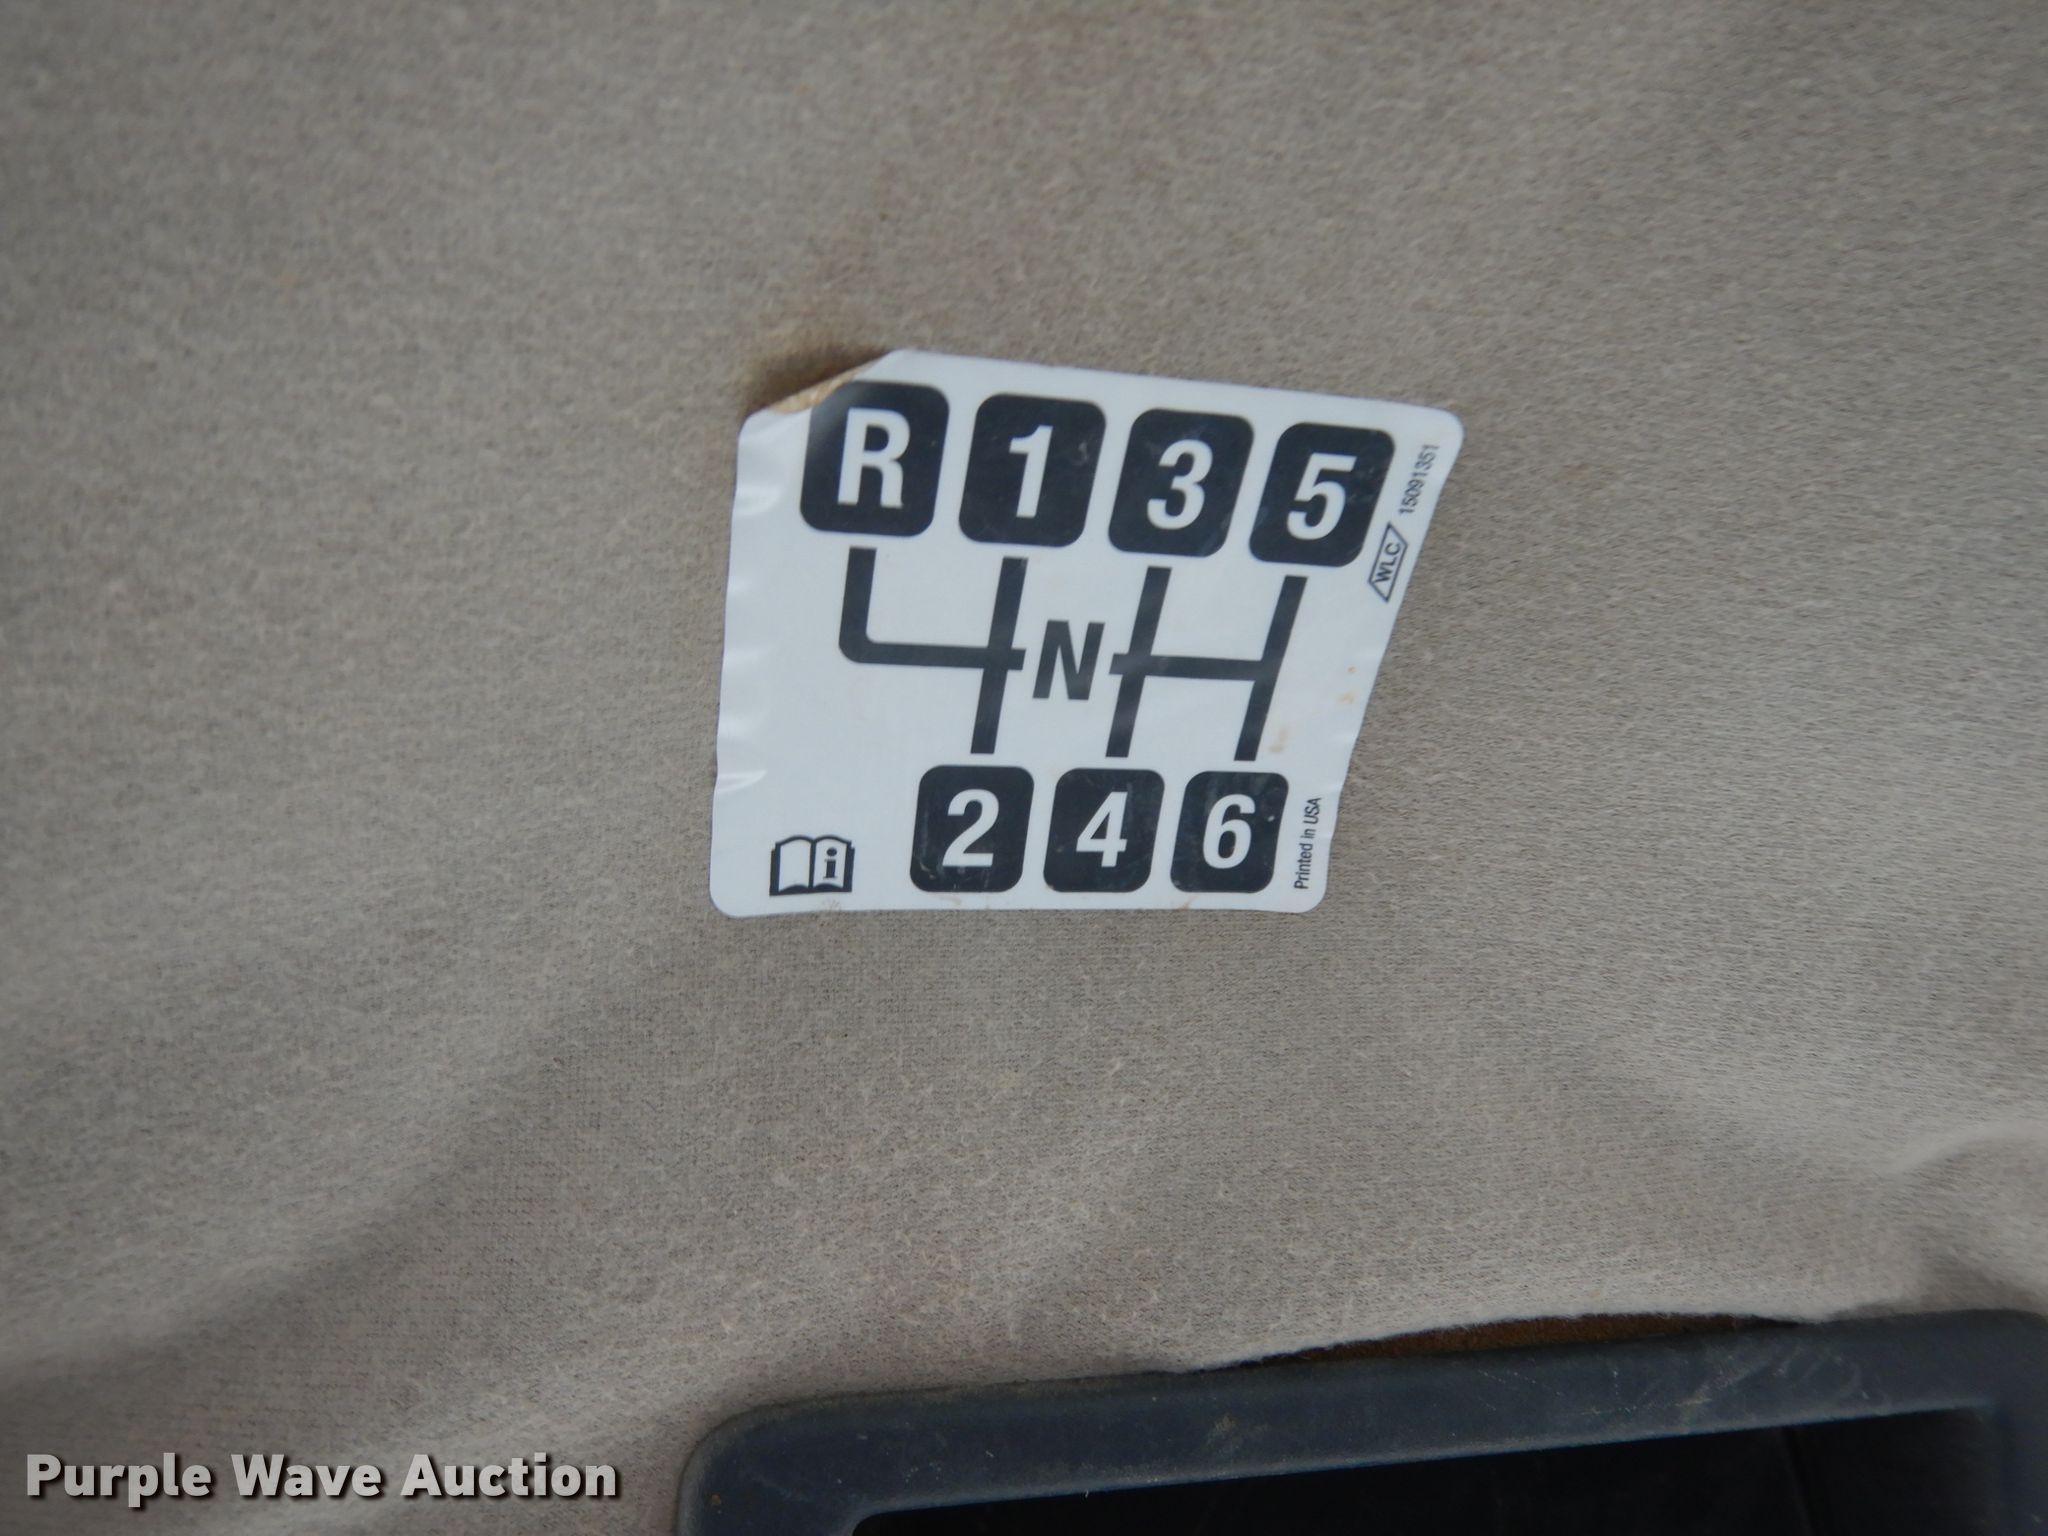 R 1 3 5
15091351
WLC
N
2 4 6
i
Printed in USA
Purple Wave Auction